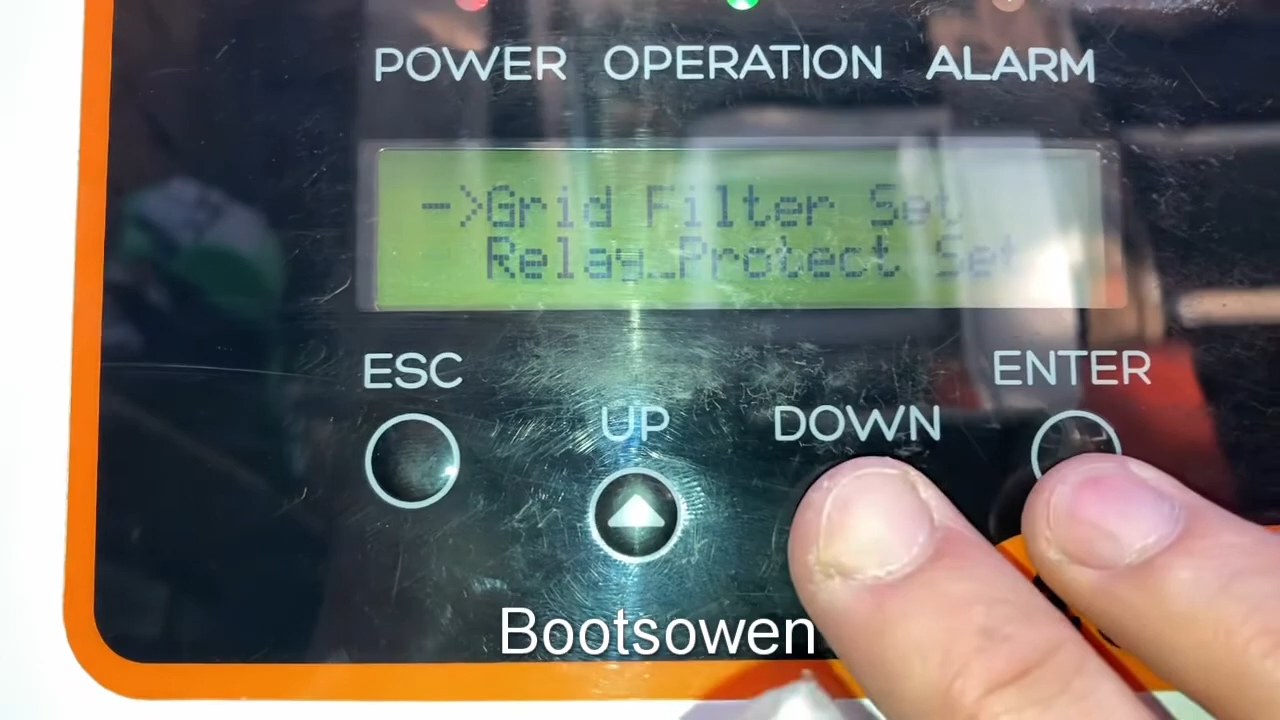 POWER OPERATION ALARM
->Grid Filter Set
Relay_Protect Set
ESC
ENTER
UP
DOWN
Bootsowen